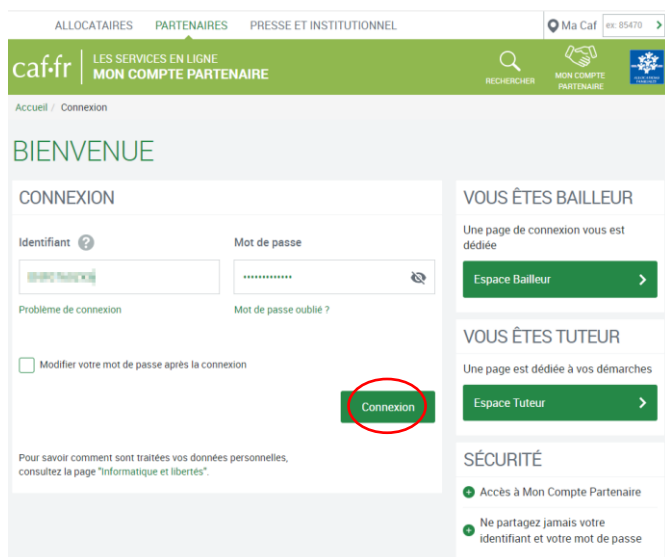 ALLOCATAIRES PARTENAIRES PRESSE ET INSTITUTIONNEL
Ma Caf ex: 85470
caf·fr LES SERVICES EN LIGNE
MON COMPTE PARTENAIRE
RECHERCHER
MON COMPTE
PARTENAIRE
Accueil / Connexion
BIENVENUE
CONNEXION
Identifiant ?
Mot de passe
Problème de connexion
Mot de passe oublié ?
Modifier votre mot de passe après la connexion
Connexion
Pour savoir comment sont traitées vos données personnelles,
consultez la page "Informatique et libertés".
VOUS ÊTES BAILLEUR
Une page de connexion vous est
dédiée
Espace Bailleur
VOUS ÊTES TUTEUR
Une page est dédiée à vos démarches
Espace Tuteur
SÉCURITÉ
Accès à Mon Compte Partenaire
Ne partagez jamais votre
identifiant et votre mot de passe